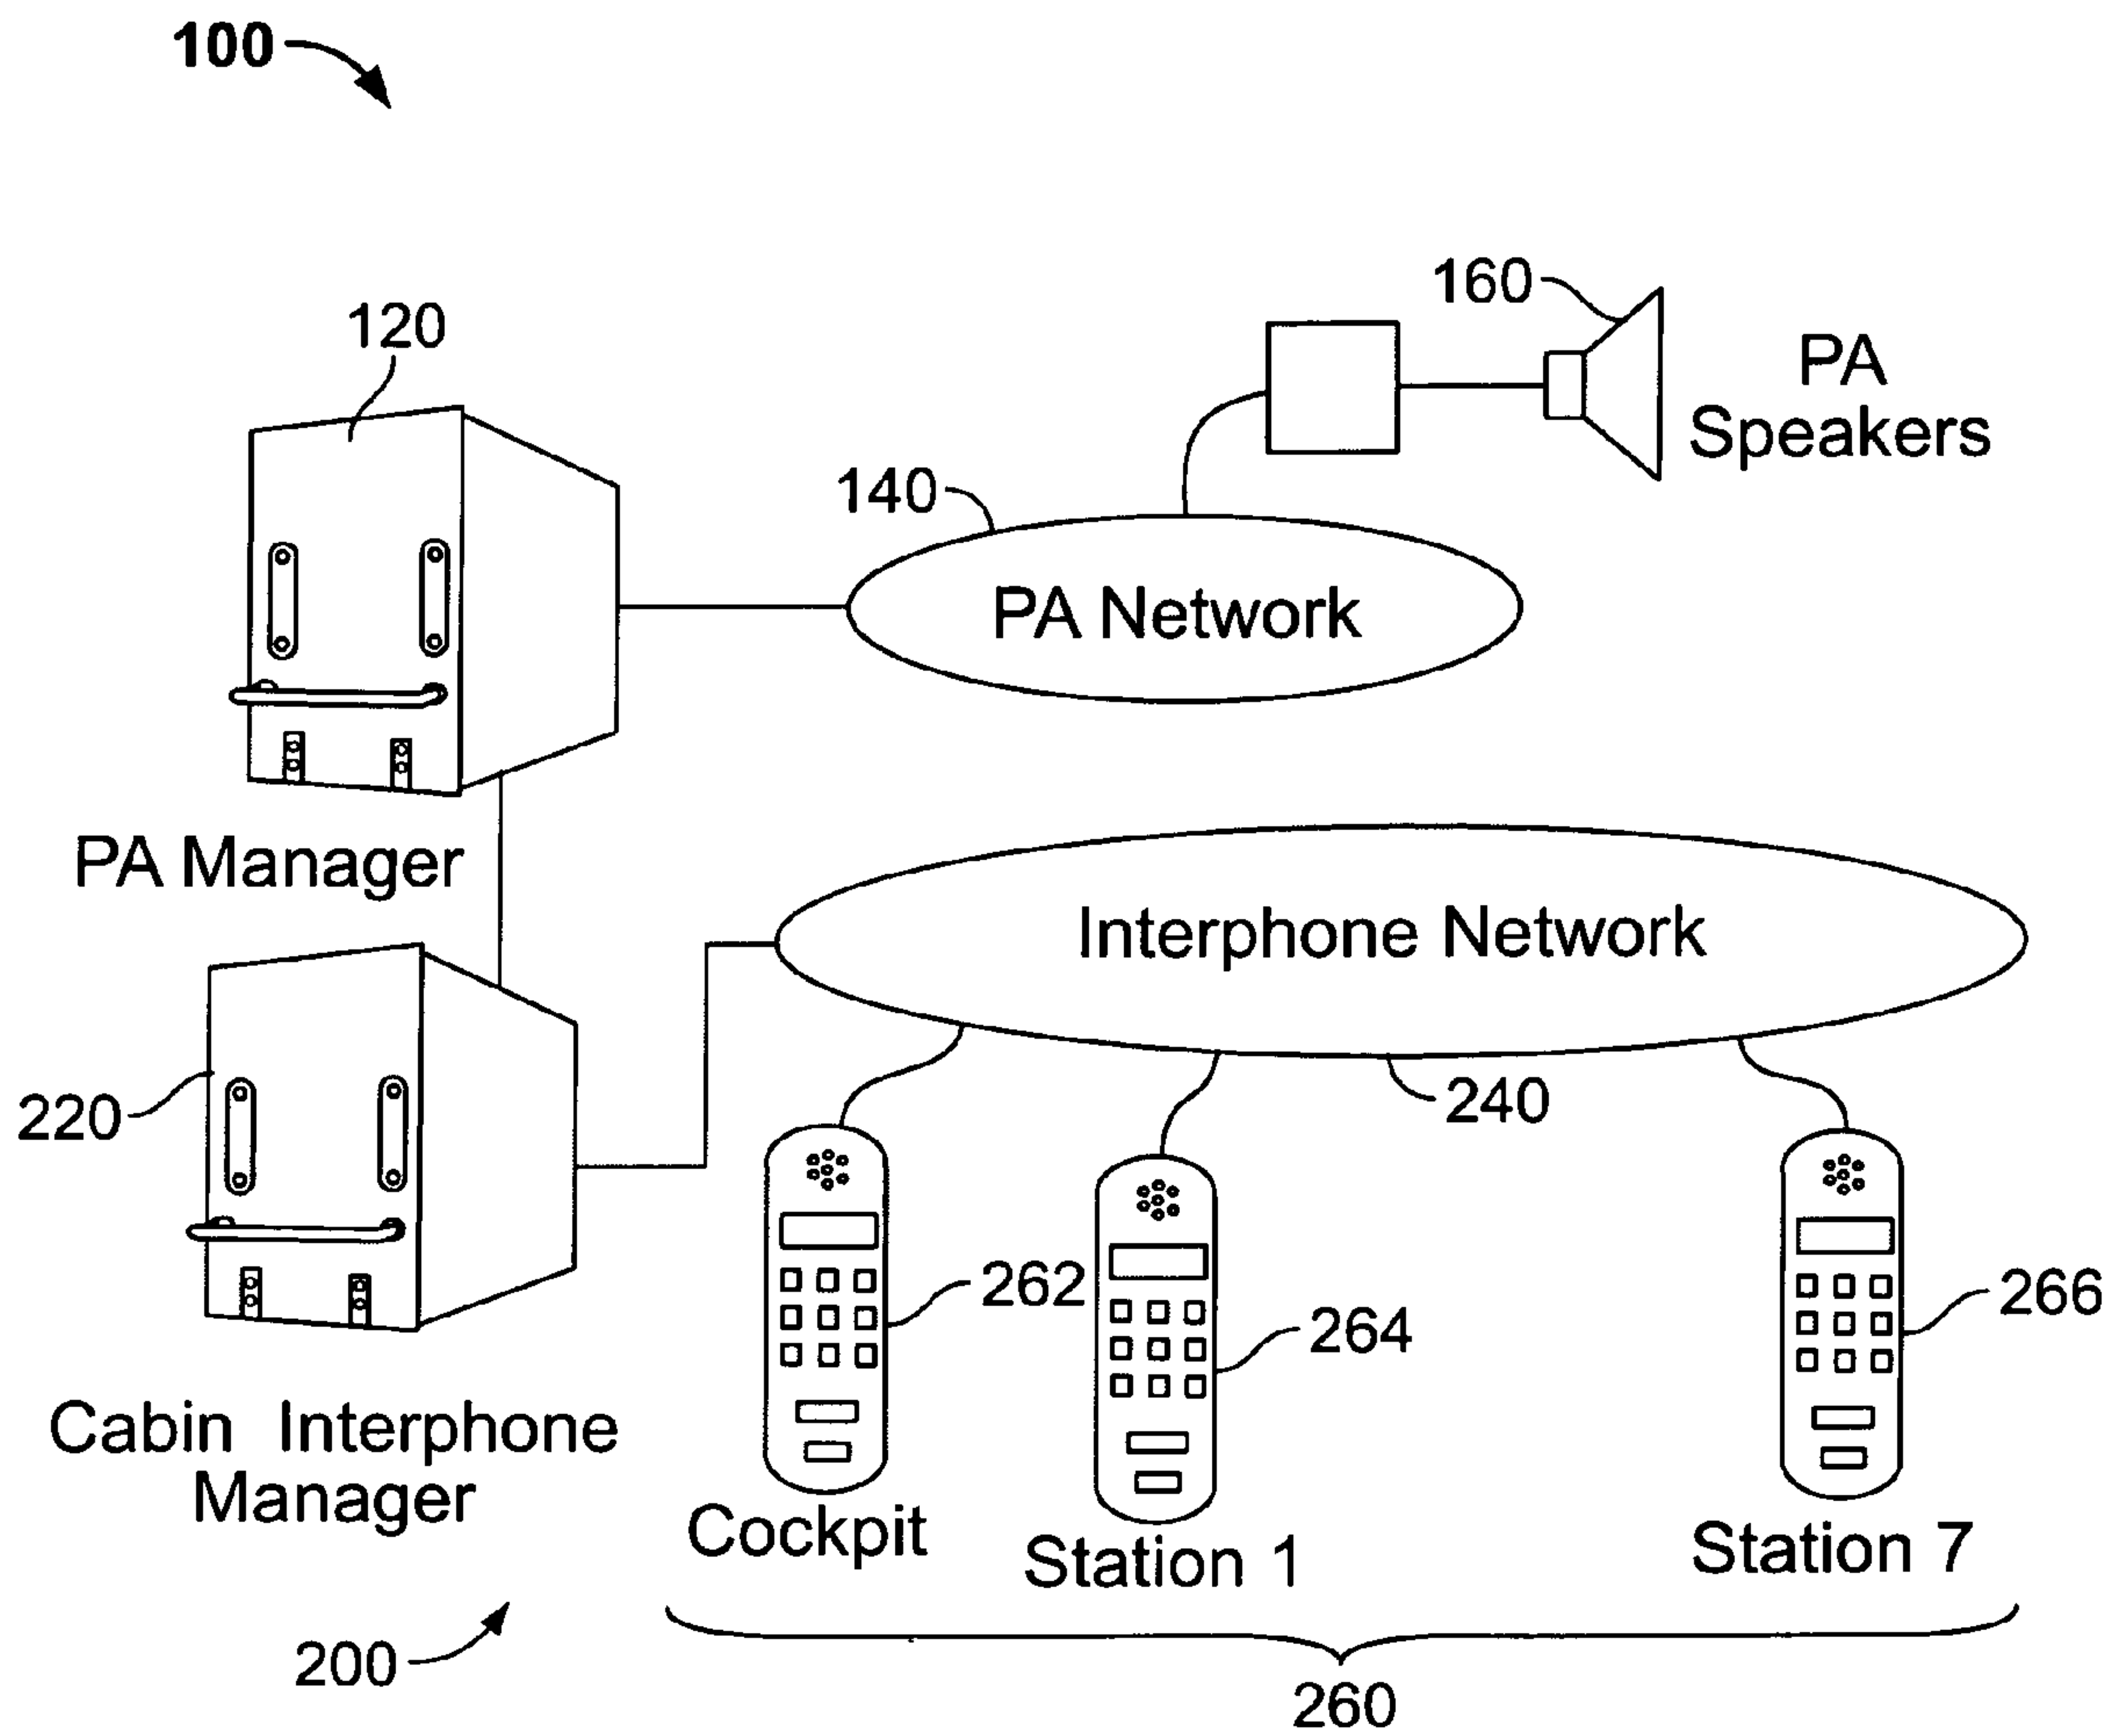 100
160
120
PA
Speakers
140
PA Network
PA Manager
Interphone Network
220
240
262
264
266
Cabin Interphone
Manager
Cockpit
Station 1
Station 7
200
260